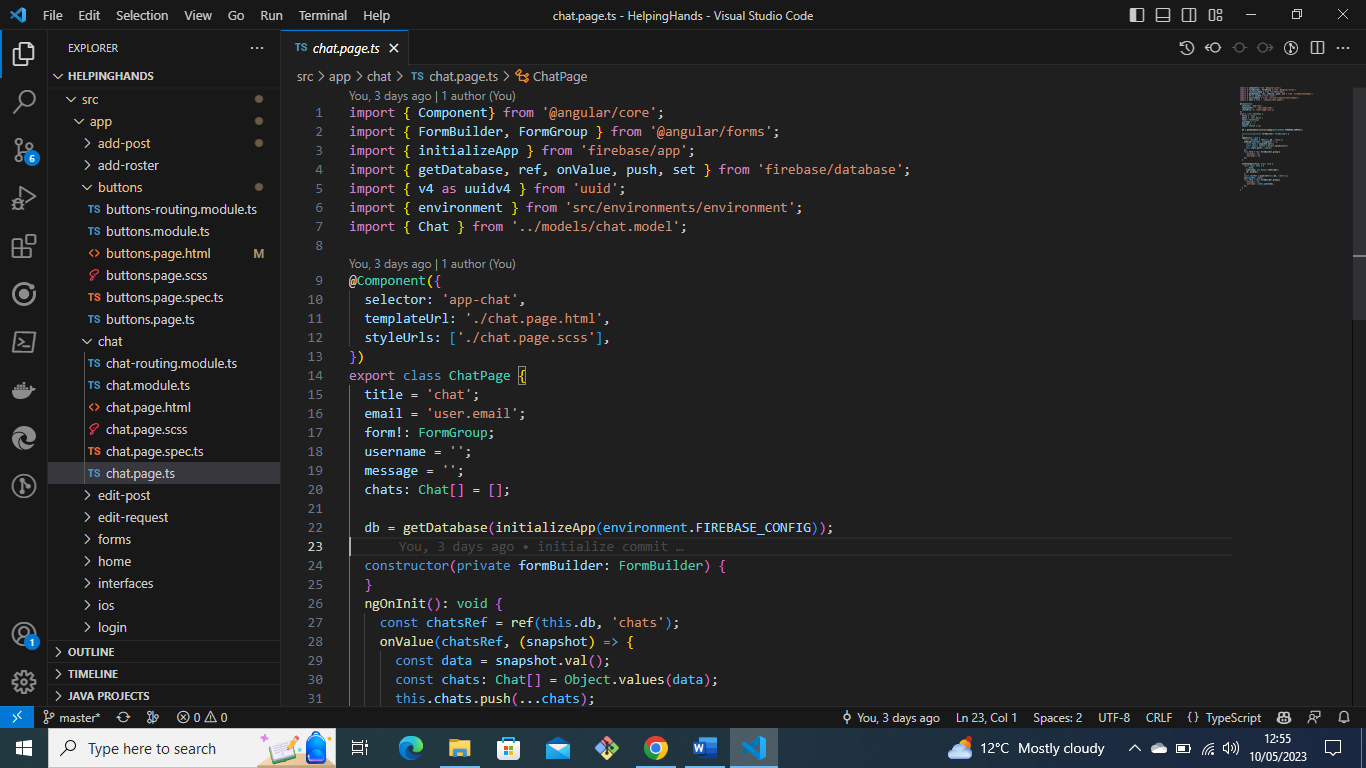 File Edit Selection View Go Run Terminal Help
chat.page.ts - HelpingHands - Visual Studio Code
EXPLORER
HELPINGHANDS
src
app
add-post
add-roster
buttons
TS buttons-routing.module.ts
TS buttons.module.ts
<> buttons.page.html M
buttons.page.scss
TS buttons.page.spec.ts
TS buttons.page.ts
chat
TS chat-routing.module.ts
TS chat.module.ts
<> chat.page.html
chat.page.scss
TS chat.page.spec.ts
TS chat.page.ts
edit-post
edit-request
forms
home
interfaces
ios
login
OUTLINE
TIMELINE
JAVA PROJECTS
6
1
TS chat.page.ts
src > app > chat > TS chat.page.ts > ChatPage
You, 3 days ago | 1 author (You)
1 import { Component} from '@angular/core';
2 import { FormBuilder, FormGroup } from '@angular/forms';
3 import { initializeApp } from 'firebase/app';
4 import { getDatabase, ref, onValue, push, set } from 'firebase/database';
5 import { v4 as uuidv4 } from 'uuid';
6 import { environment } from 'src/environments/environment';
7 import { Chat } from '../models/chat.model';
8
You, 3 days ago | 1 author (You)
9 @Component({
10 selector: 'app-chat',
11 templateUrl: './chat.page.html',
12 styleUrls: ['./chat.page.scss'],
13 })
14 export class ChatPage {
15 title = 'chat';
16 email = 'user.email';
17 form!: FormGroup;
18 username = '';
19 message = '';
20 chats: Chat[] = [];
21
22 db = getDatabase(initializeApp(environment.FIREBASE_CONFIG));
23 You, 3 days ago • initialize commit …
24 constructor(private formBuilder: FormBuilder) {
25 }
26 ngOnInit(): void {
27 const chatsRef = ref(this.db, 'chats');
28 onValue(chatsRef, (snapshot) => {
29 const data = snapshot.val();
30 const chats: Chat[] = Object.values(data);
31 this.chats.push(...chats);
master* 0 0
You, 3 days ago Ln 23, Col 1 Spaces: 2 UTF-8 CRLF {} TypeScript
Type here to search
12°C Mostly cloudy
12:55
10/05/2023